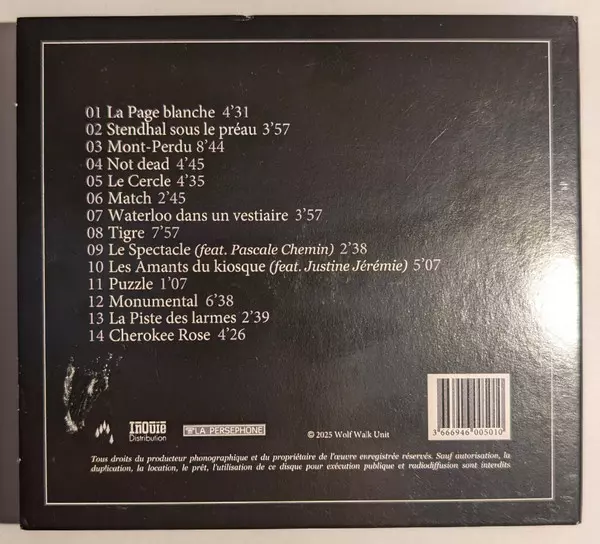 01 La Page blanche 4'31
02 Stendhal sous le préau 3'57
03 Mont-Perdu 8'44
04 Not dead 4'45
05 Le Cercle 4'35
06 Match 2'45
07 Waterloo dans un vestiaire 3'57
08 Tigre 7'57
09 Le Spectacle (feat. Pascale Chemin) 2'38
10 Les Amants du kiosque (feat. Justine Jérémie) 5'07
11 Puzzle 1'07
12 Monumental 6'38
13 La Piste des larmes 2'39
14 Cherokee Rose 4'26
InOuïe
Distribution
LA PERSEPHONE
© 2025 Wolf Walk Unit
3 666946 005010
Tous droits du producteur phonographique et du propriétaire de l'œuvre enregistrée réservés. Sauf autorisation, la
duplication, la location, le prêt, l'utilisation de ce disque pour exécution publique et radiodiffusion sont interdits